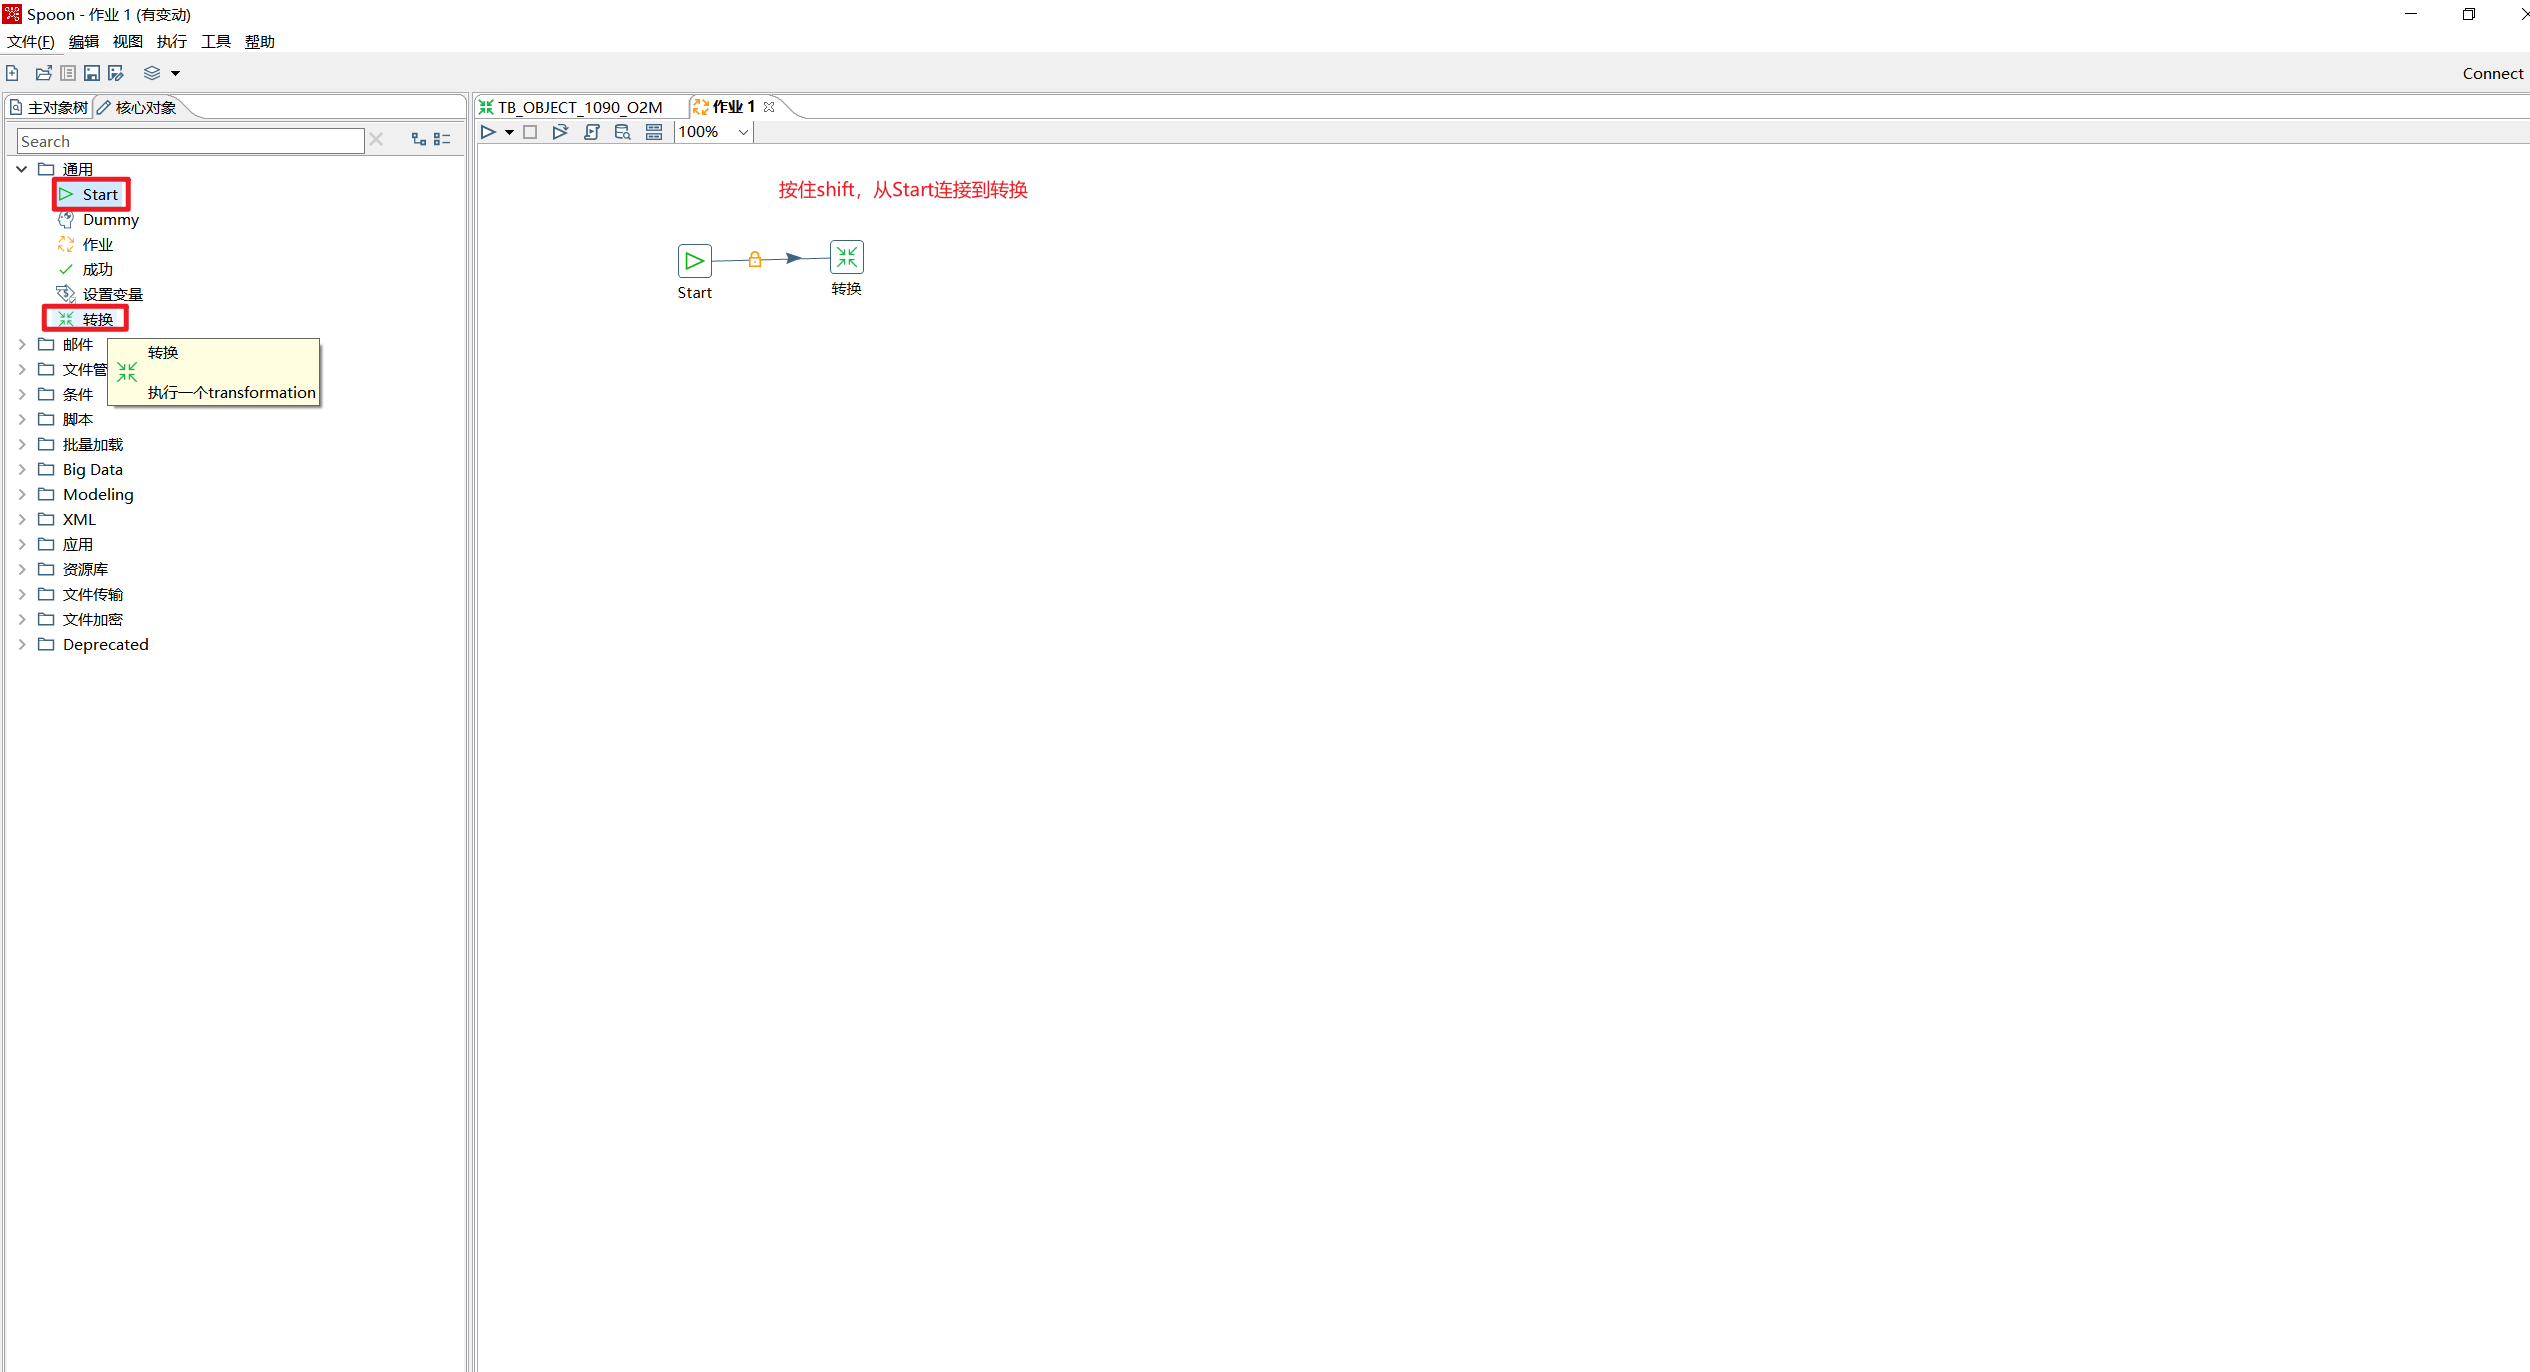 Spoon - 作业 1 (有变动)
文件(F) 编辑 视图 执行 工具 帮助
Connect
主对象树 核心对象
TB_OBJECT_1090_O2M 作业 1
Search
100%
通用
Start
Dummy
作业
成功
设置变量
转换
邮件
文件管
条件
脚本
批量加载
Big Data
Modeling
XML
应用
资源库
文件传输
文件加密
Deprecated
转换
执行一个transformation
按住shift，从Start连接到转换
Start
转换